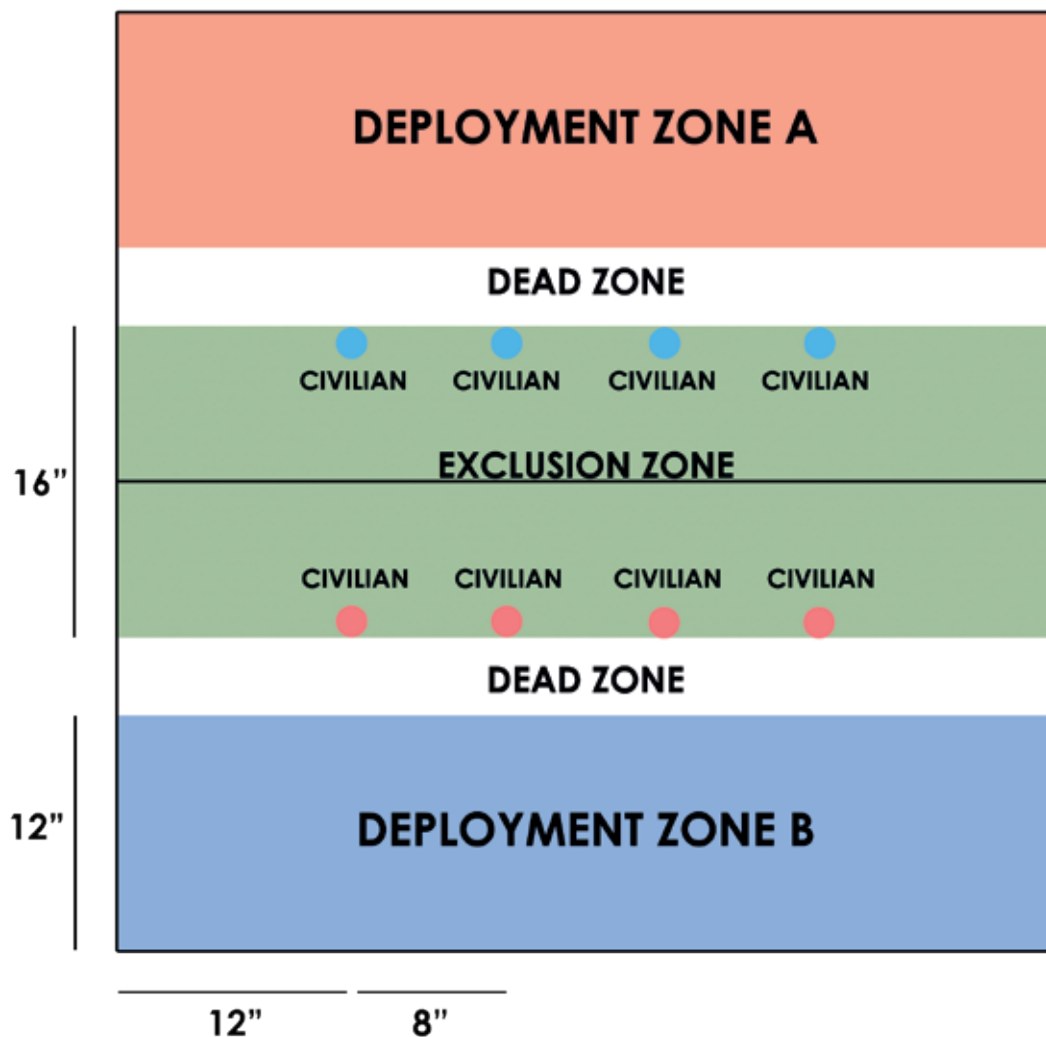 DEPLOYMENT ZONE A
DEAD ZONE
CIVILIAN CIVILIAN CIVILIAN CIVILIAN
16”
EXCLUSION ZONE
CIVILIAN CIVILIAN CIVILIAN CIVILIAN
DEAD ZONE
12”
DEPLOYMENT ZONE B
12” 8”